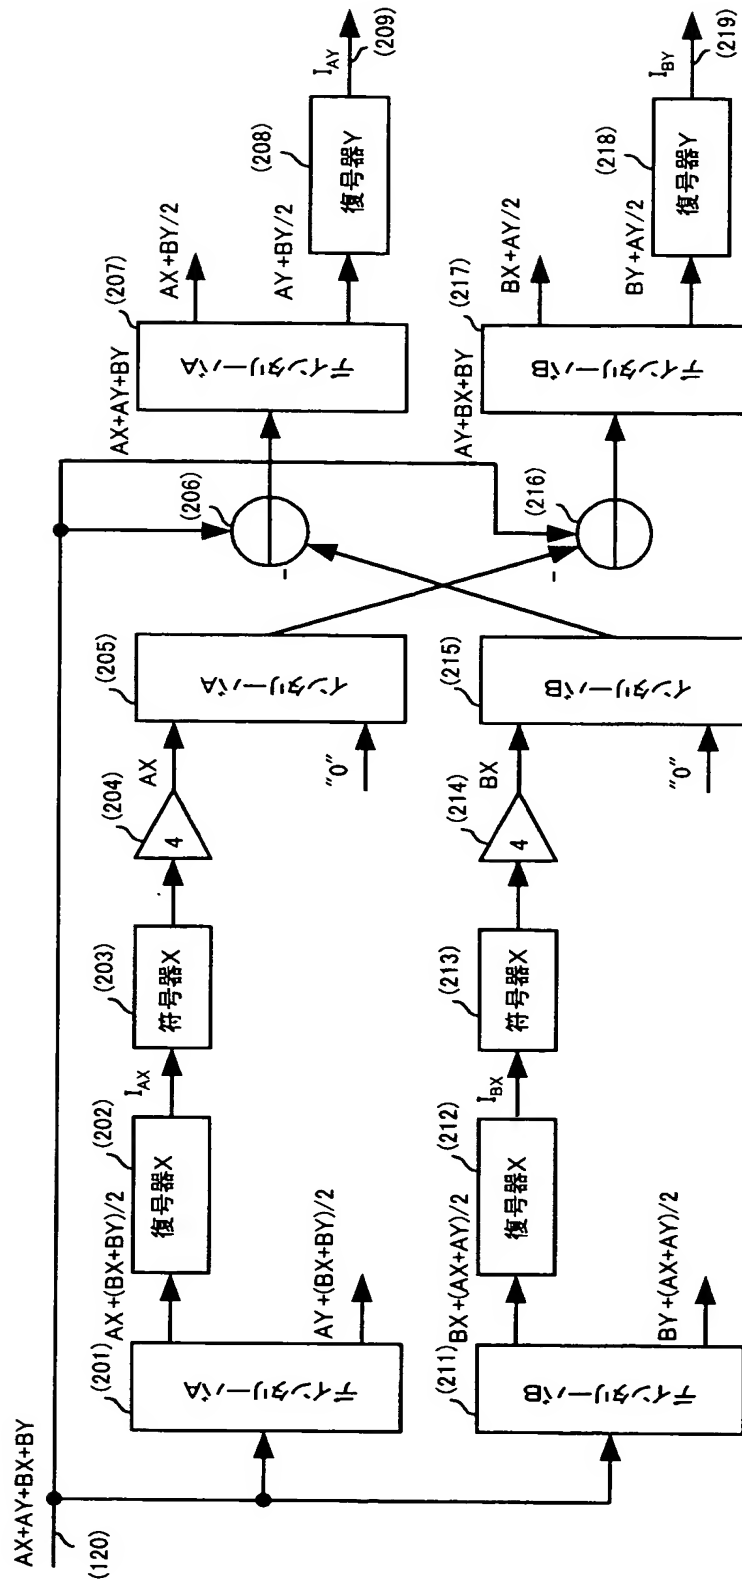 AX+AY+BX+BY
(120)
(201)
デインタリーバA
AX+(BX+BY)/2
AY+(BX+BY)/2
(202)
復号器X
I_AX
(203)
符号器X
(204)
4
AX
"0"
(205)
インタリーバA
(206)
-
AX+AY+BY
(207)
デインタリーバA
AX+BY/2
AY+BY/2
(208)
復号器Y
I_AY
(209)
(211)
デインタリーバB
BX+(AX+AY)/2
BY+(AX+AY)/2
(212)
復号器X
I_BX
(213)
符号器X
(214)
4
BX
"0"
(215)
インタリーバB
(216)
-
AY+BX+BY
(217)
デインタリーバB
BX+AY/2
BY+AY/2
(218)
復号器Y
I_BY
(219)